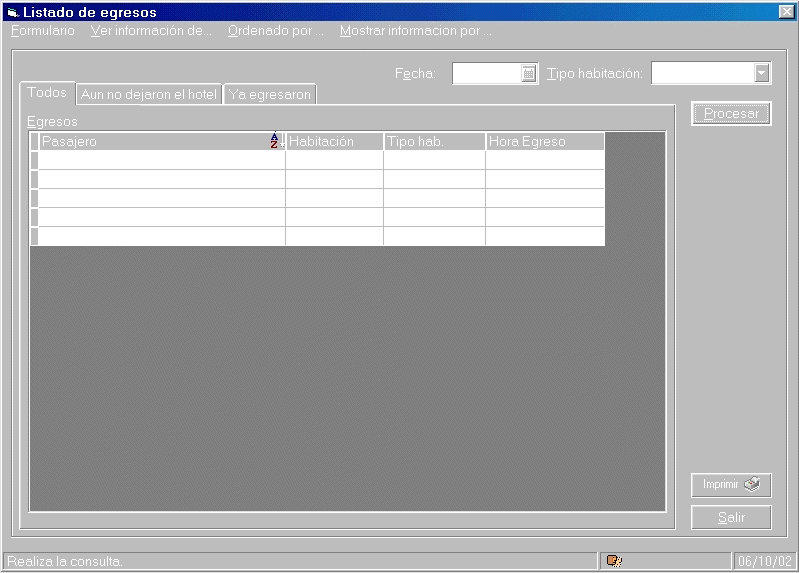 Listado de egresos
Formulario Ver información de... Ordenado por ... Mostrar informacion por ...
Fecha: Tipo habitación:
Todos Aun no dejaron el hotel Ya egresaron
Procesar
Egresos
Pasajero AZ Habitación Tipo hab. Hora Egreso
Imprimir
Salir
Realiza la consulta. 06/10/02